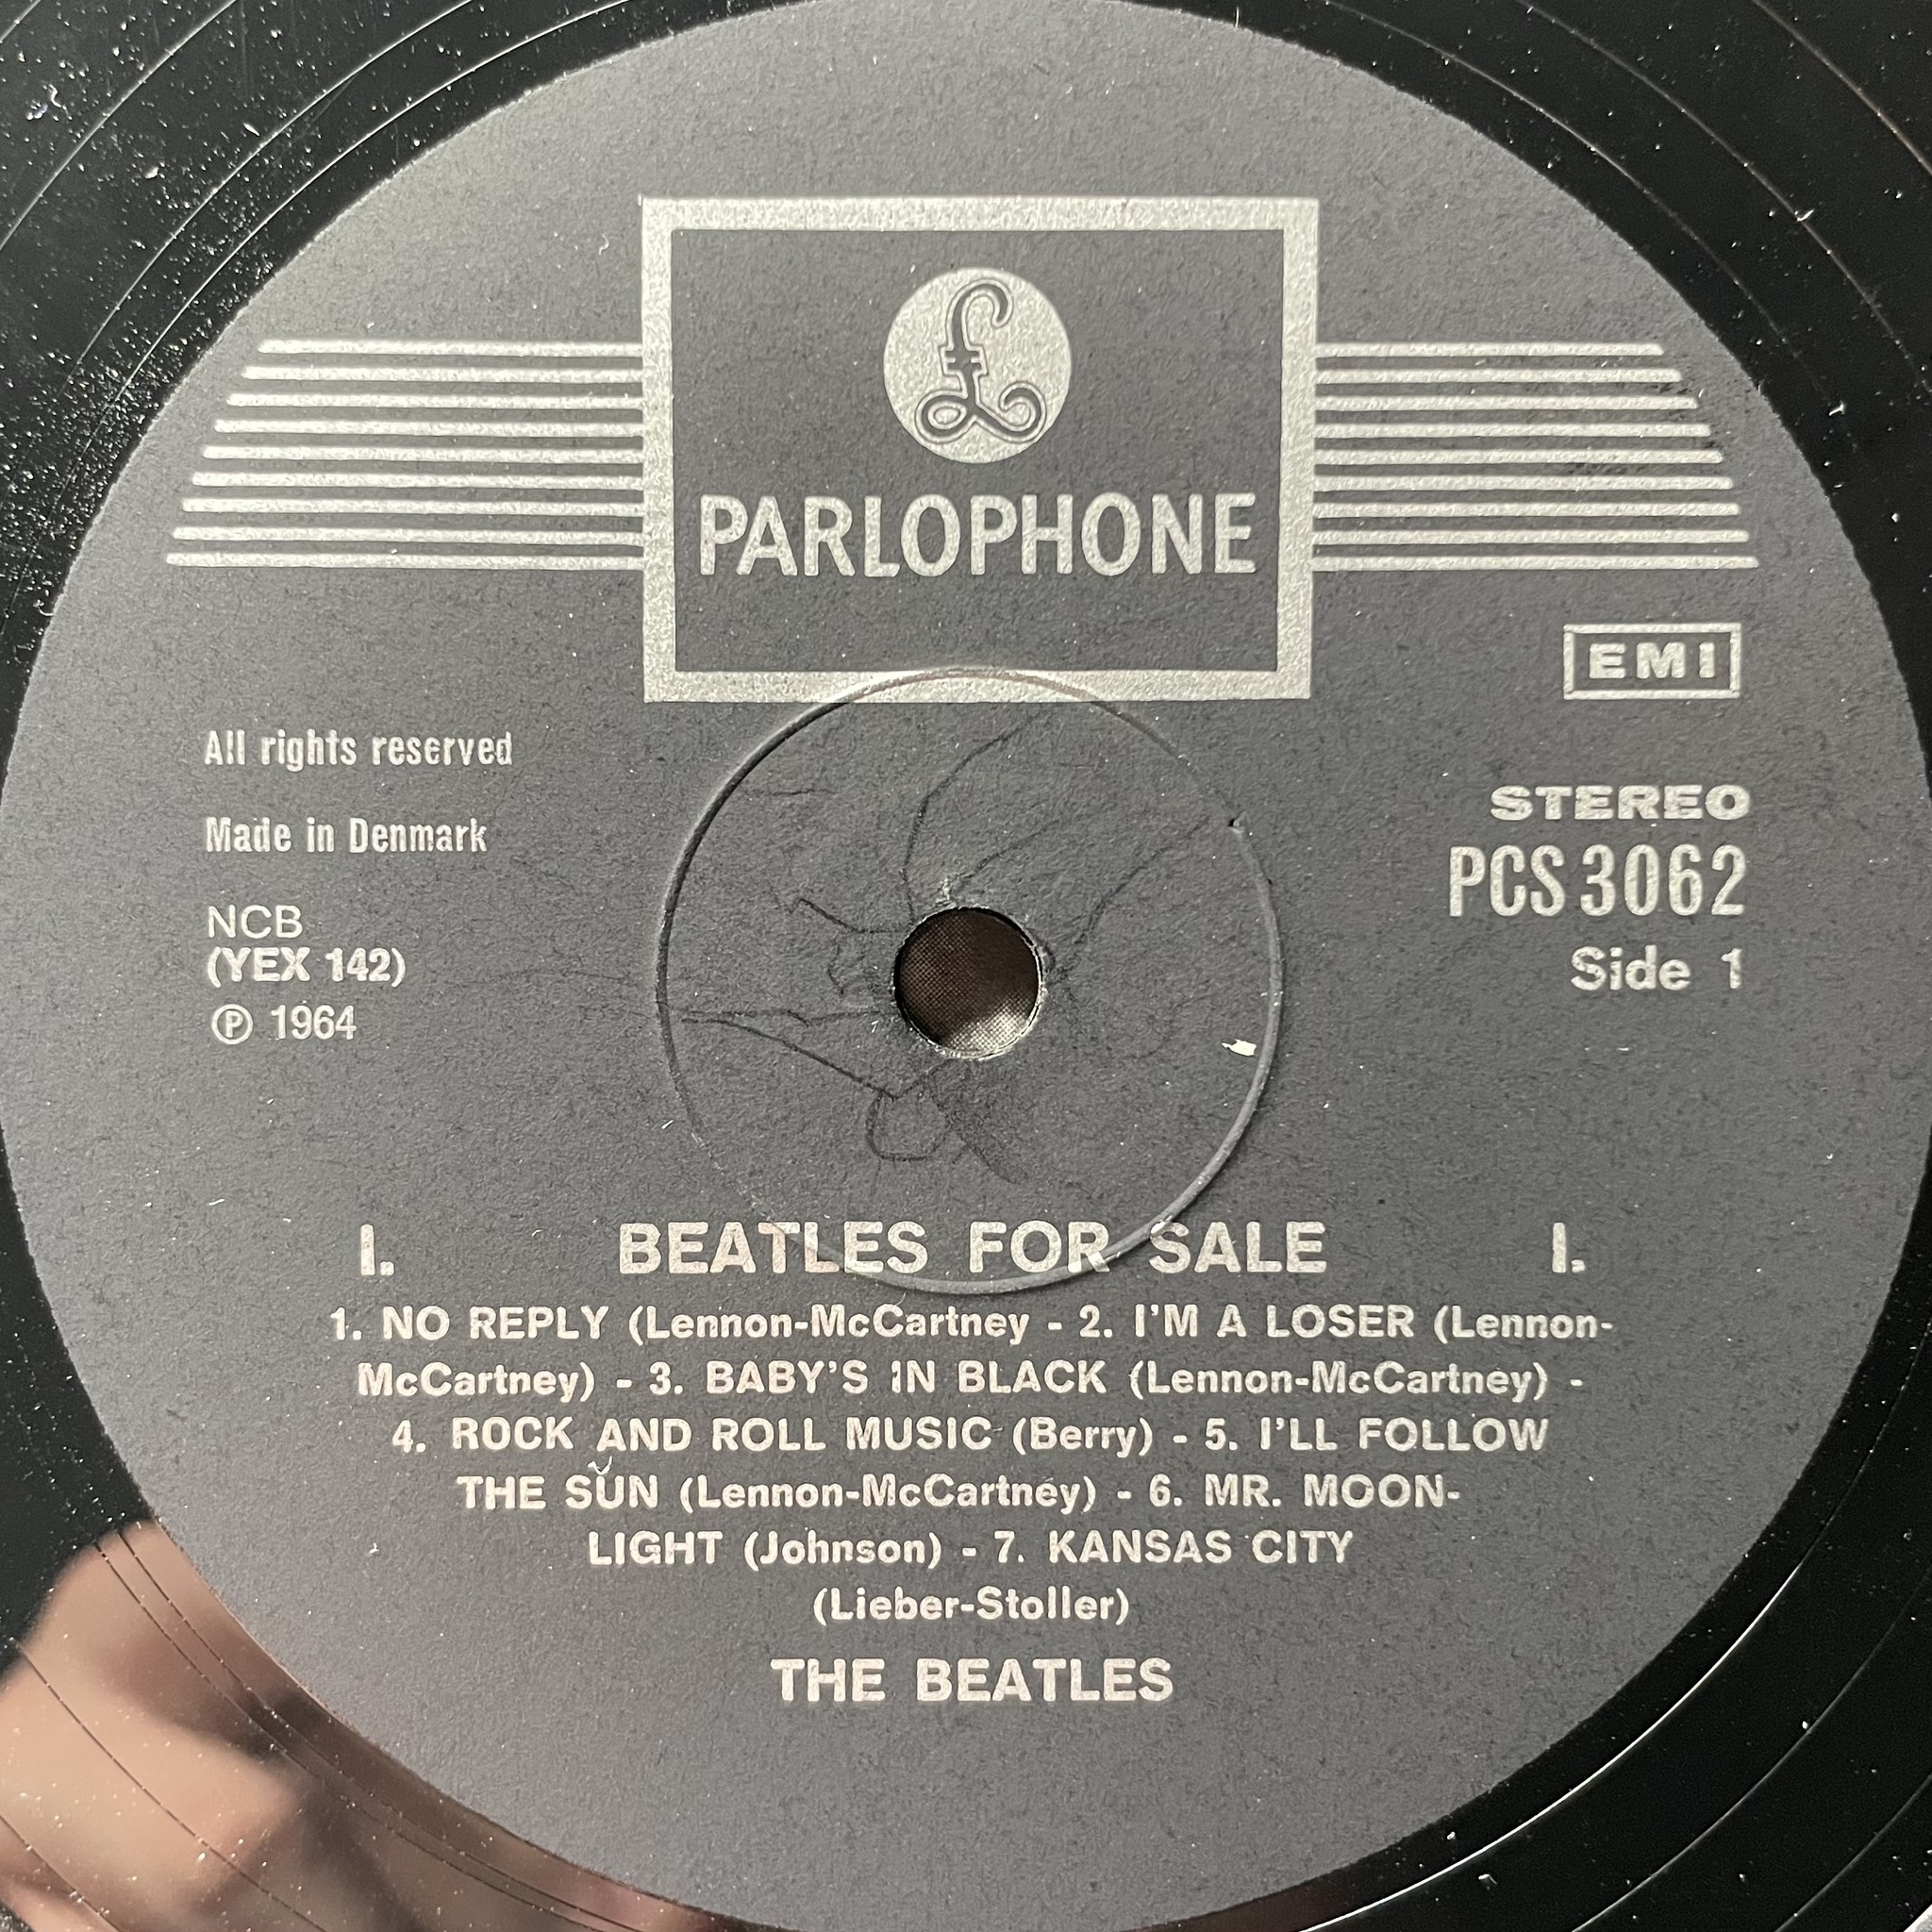 £
PARLOPHONE
EMI
All rights reserved
Made in Denmark
NCB
(YEX 142)
℗ 1964
STEREO
PCS 3062
Side 1
I. BEATLES FOR SALE I.
1. NO REPLY (Lennon-McCartney - 2. I'M A LOSER (Lennon-
McCartney) - 3. BABY'S IN BLACK (Lennon-McCartney) -
4. ROCK AND ROLL MUSIC (Berry) - 5. I'LL FOLLOW
THE SUN (Lennon-McCartney) - 6. MR. MOON-
LIGHT (Johnson) - 7. KANSAS CITY
(Lieber-Stoller)
THE BEATLES